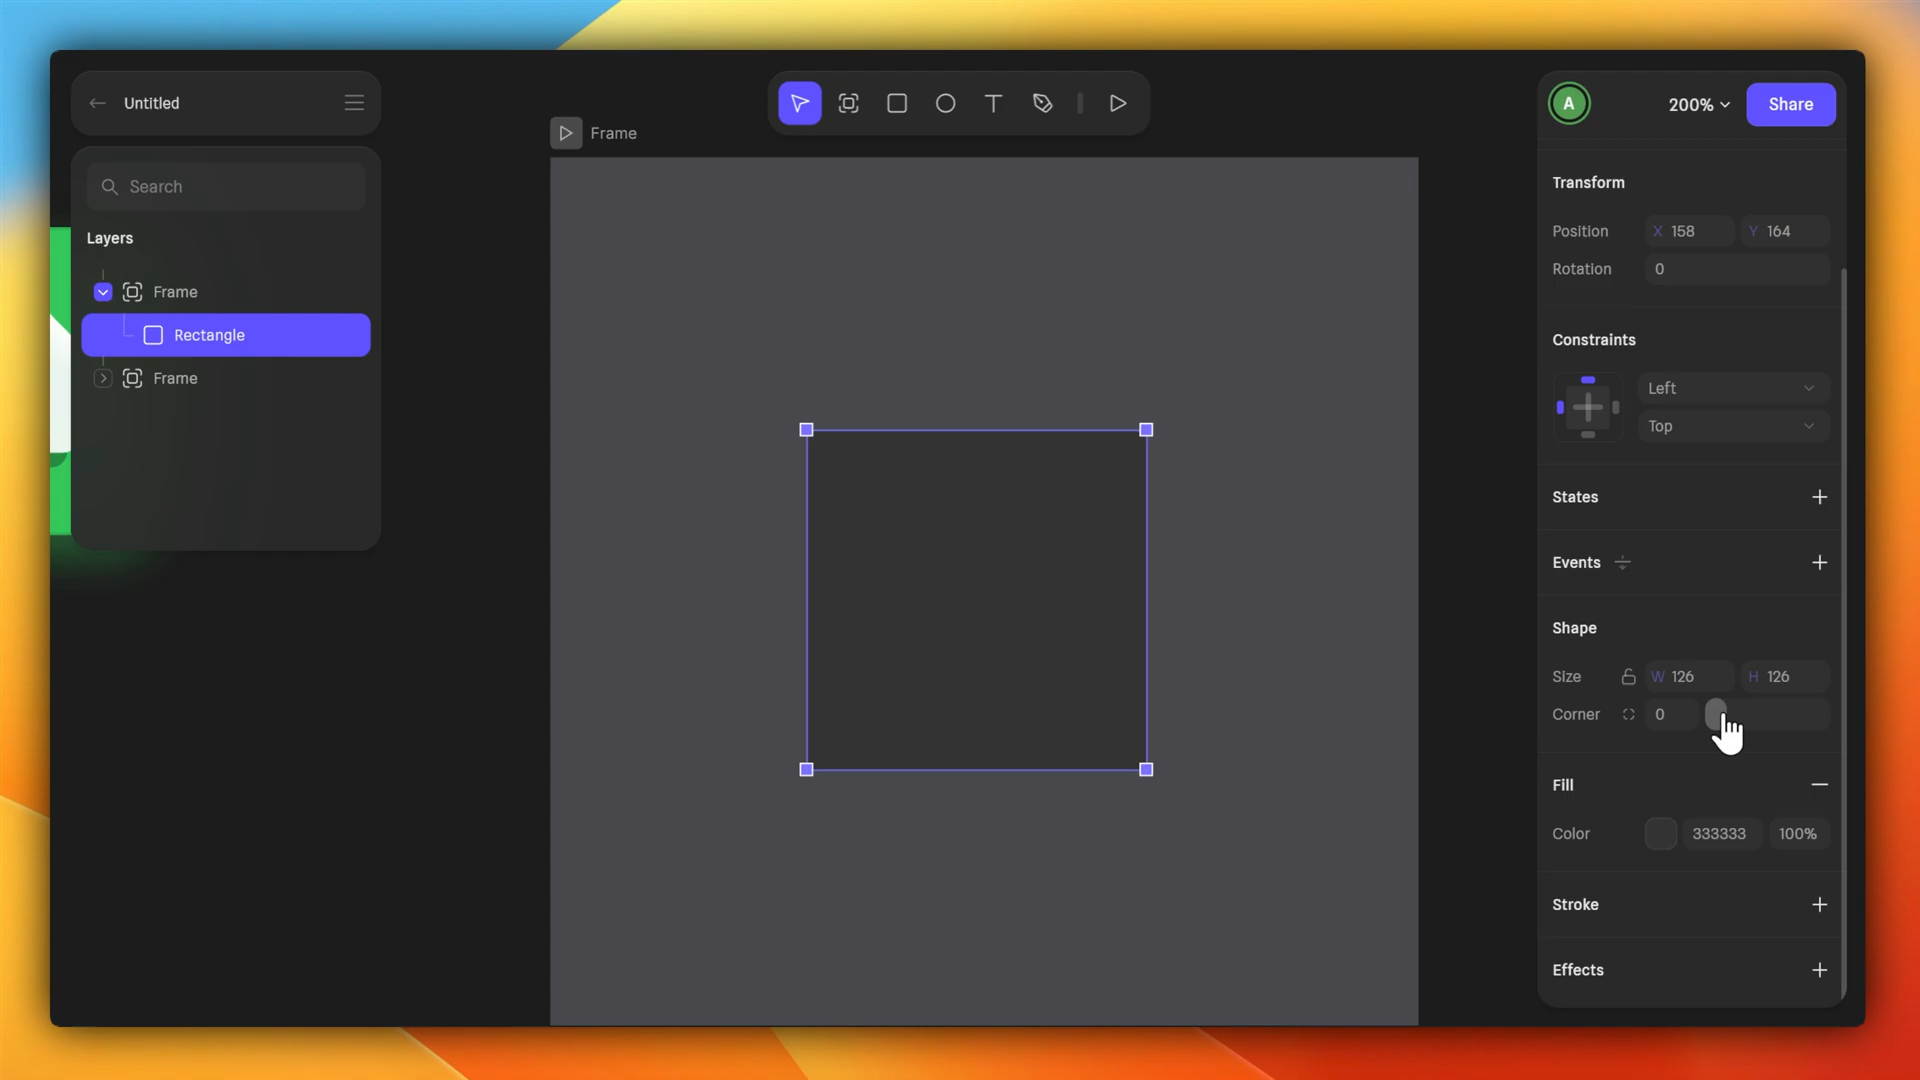 Untitled
Search
Layers
Frame
Rectangle
Frame
Frame
A
200%
Share
Transform
Position X 158 Y 164
Rotation 0
Constraints
Left
Top
States
Events
Shape
Size W 126 H 126
Corner 0
Fill
Color 333333 100%
Stroke
Effects